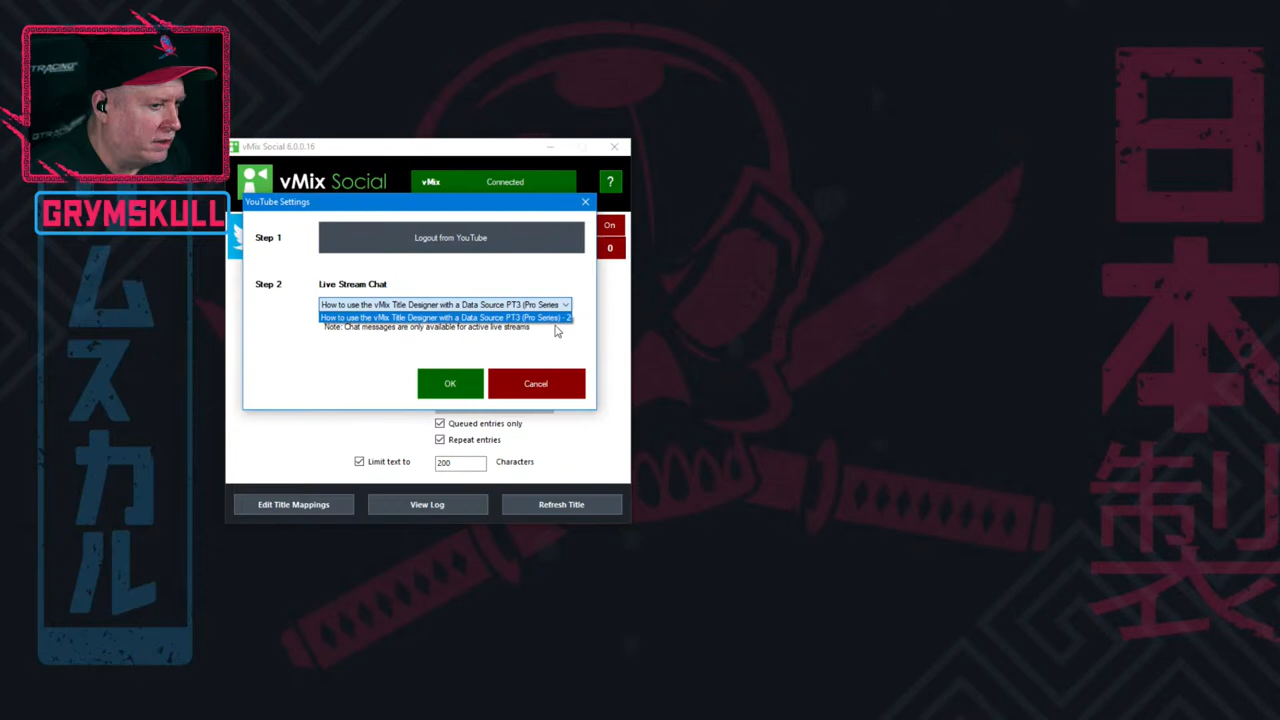 GTRACING
GTRACING
GRYMSKULL
ムスカル
日本製
vMix Social 6.0.0.16
vMix Social
vMix
Connected
?
YouTube Settings
On
Step 1
Logout from YouTube
0
Step 2
Live Stream Chat
How to use the vMix Title Designer with a Data Source PT3 (Pro Series
How to use the vMix Title Designer with a Data Source PT3 (Pro Series) - 2
Note: Chat messages are only available for active live streams
OK
Cancel
Queued entries only
Repeat entries
Limit text to
200
Characters
Edit Title Mappings
View Log
Refresh Title